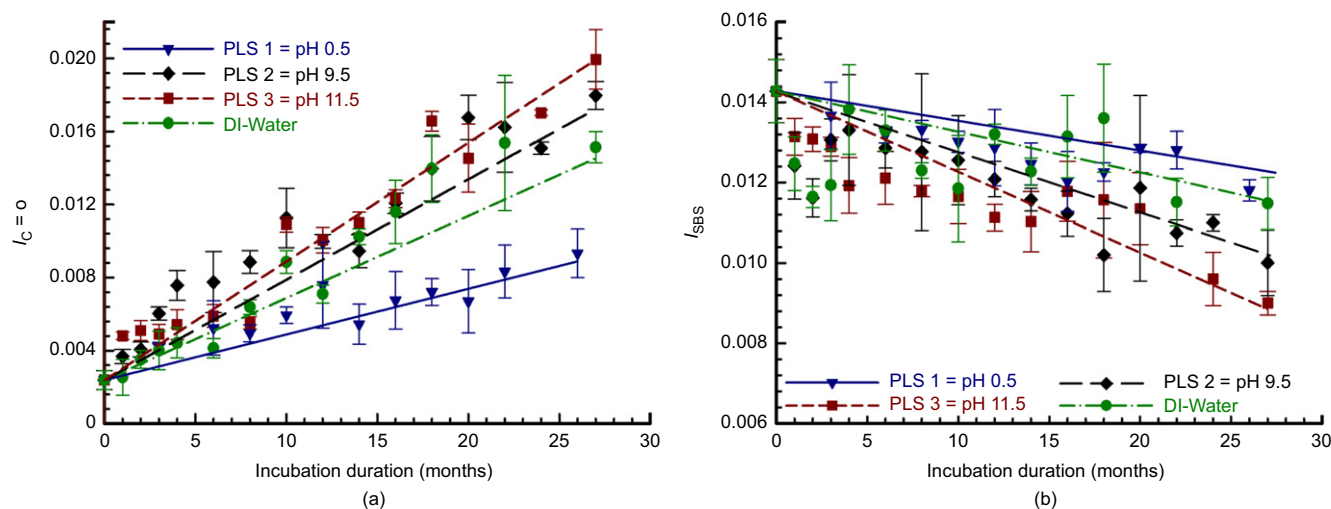 0.020
0.016
0.012
0.008
0.004
0
I C = o
PLS 1 = pH 0.5
PLS 2 = pH 9.5
PLS 3 = pH 11.5
DI-Water
0 5 10 15 20 25 30
Incubation duration (months)
(a)
0.016
0.014
0.012
0.010
0.008
0.006
I SBS
PLS 1 = pH 0.5 PLS 2 = pH 9.5
PLS 3 = pH 11.5 DI-Water
0 5 10 15 20 25 30
Incubation duration (months)
(b)